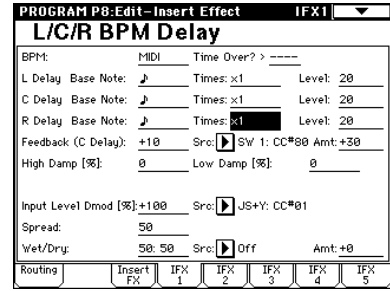 PROGRAM P8:Edit-Insert Effect IFX1
L/C/R BPM Delay
BPM: MIDI Time Over? > ----
L Delay Base Note: ♪ Times: x1 Level: 20
C Delay Base Note: ♪ Times: x1 Level: 20
R Delay Base Note: ♪ Times: x1 Level: 20
Feedback (C Delay): +10 Src: SW 1: CC#80 Amt: +30
High Damp [%]: 0 Low Damp [%]: 0
Input Level Dmod [%]: +100 Src: JS+Y: CC#01
Spread: 50
Wet/Dry: 50: 50 Src: Off Amt: +0
Routing Insert FX IFX 1 IFX 2 IFX 3 IFX 4 IFX 5